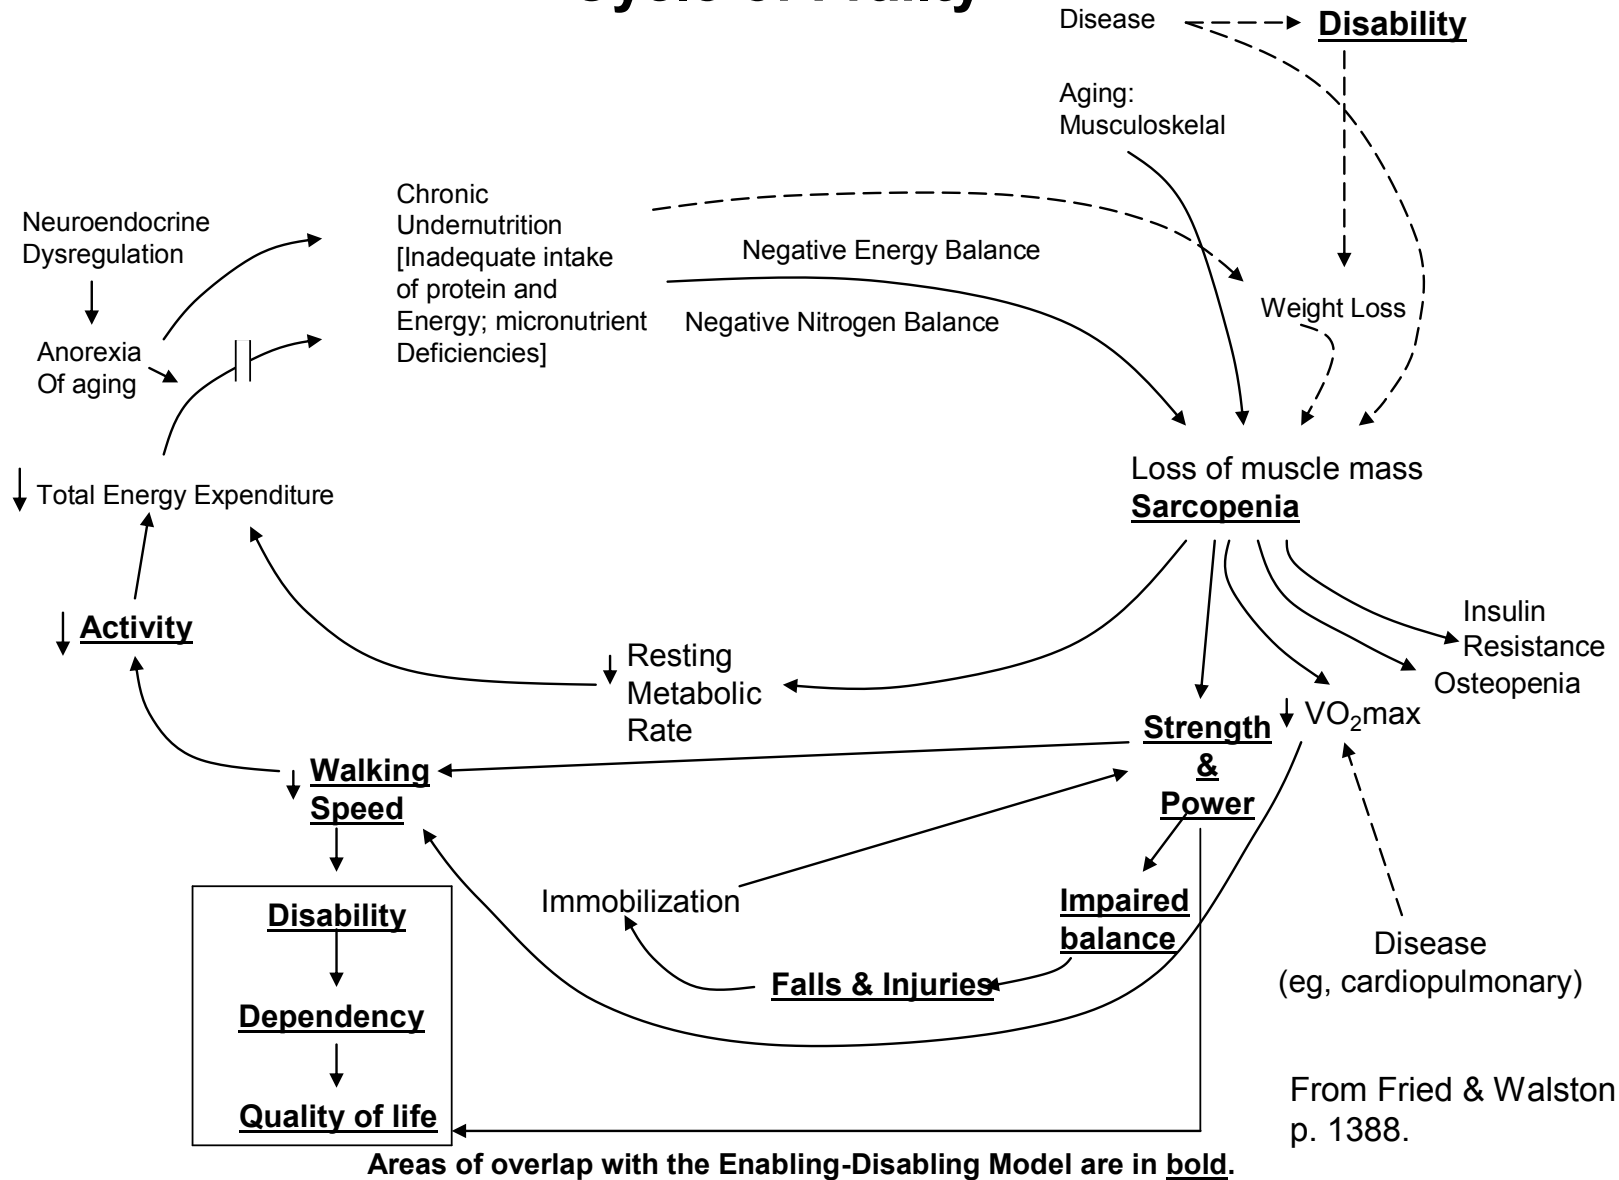 Cycle of Frailty
Disease
Disability
Aging:
Musculoskelal
Chronic
Undernutrition
[Inadequate intake
of protein and
Energy; micronutrient
Deficiencies]
Neuroendocrine
Dysregulation
Negative Energy Balance
Negative Nitrogen Balance
Weight Loss
Anorexia
Of aging
Loss of muscle mass
Sarcopenia
Total Energy Expenditure
Activity
Resting
Metabolic
Rate
Insulin
Resistance
Osteopenia
VO₂max
Strength
&
Power
Walking
Speed
Immobilization
Impaired
balance
Falls & Injuries
Disease
(eg, cardiopulmonary)
Disability
Dependency
Quality of life
From Fried & Walston
p. 1388.
Areas of overlap with the Enabling-Disabling Model are in bold.